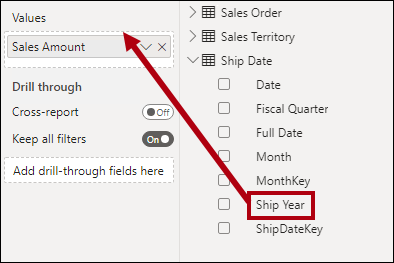 Values
Sales Amount
Drill through
Cross-report
Off
Keep all filters
On
Add drill-through fields here
Sales Order
Sales Territory
Ship Date
Date
Fiscal Quarter
Full Date
Month
MonthKey
Ship Year
ShipDateKey